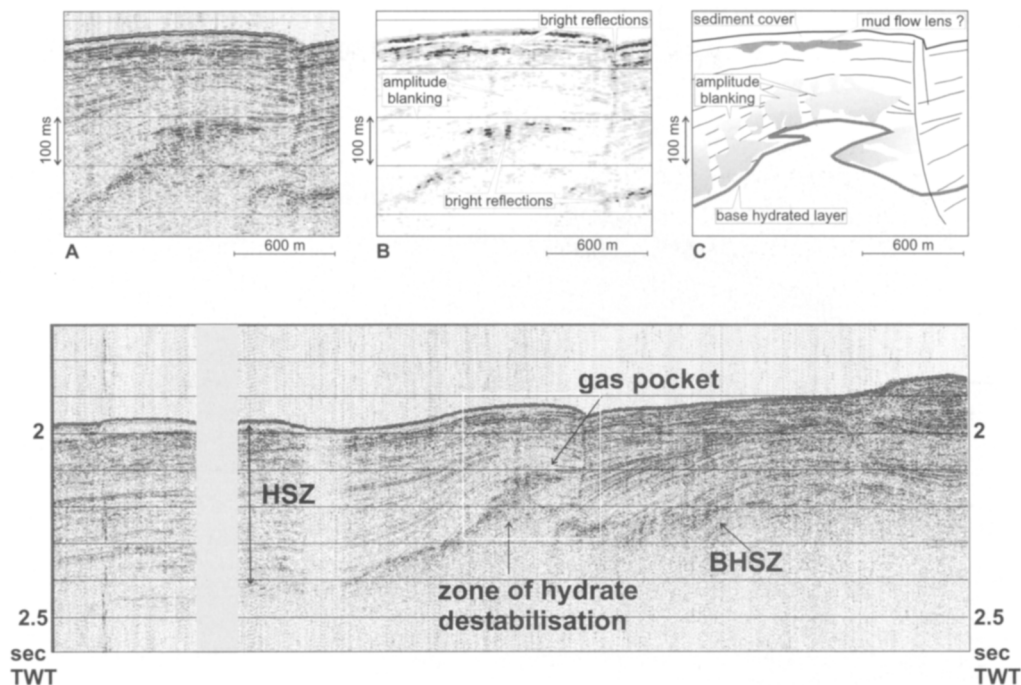 bright reflections
sediment cover
mud flow lens ?
amplitude
blanking
amplitude
blanking
100 ms
100 ms
100 ms
bright reflections
base hydrated layer
A
600 m
B
600 m
C
600 m
gas pocket
2
2
HSZ
BHSZ
zone of hydrate
destabilisation
2.5
2.5
sec
TWT
sec
TWT